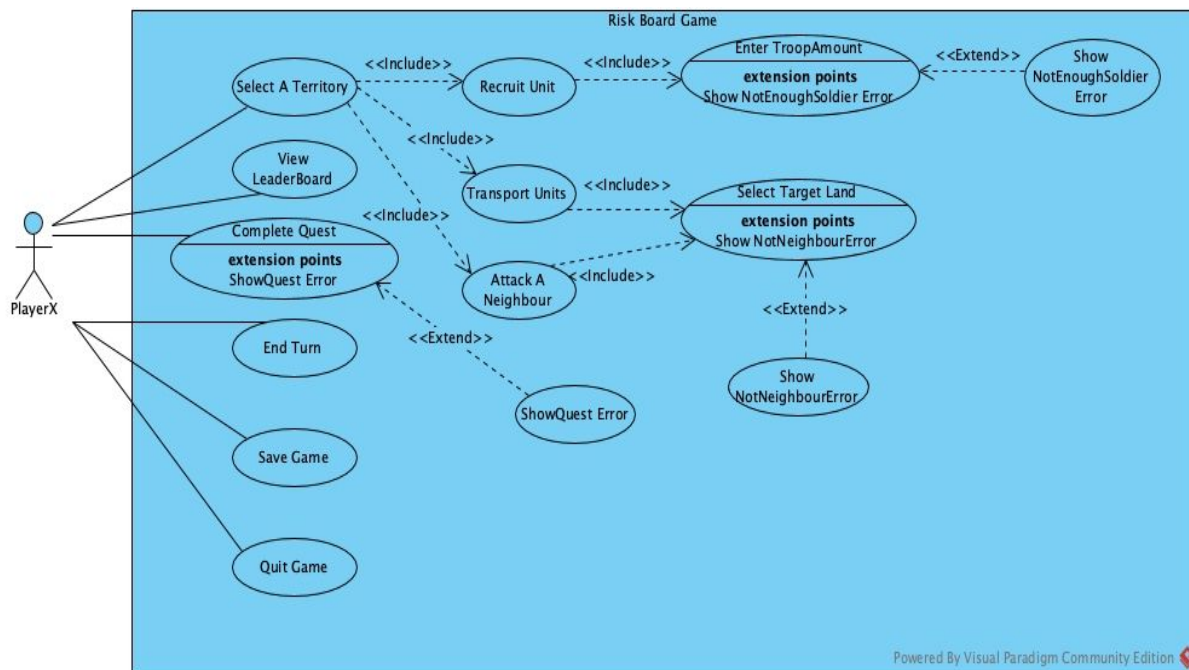 Risk Board Game
Select A Territory
<<Include>>
Recruit Unit
<<Include>>
Enter TroopAmount
extension points
Show NotEnoughSoldier Error
<<Extend>>
Show
NotEnoughSoldier
Error
<<Include>>
View
LeaderBoard
Transport Units
<<Include>>
Select Target Land
extension points
Show NotNeighbourError
<<Include>>
Complete Quest
extension points
ShowQuest Error
Attack A
Neighbour
<<Include>>
PlayerX
<<Extend>>
<<Extend>>
End Turn
Show
NotNeighbourError
ShowQuest Error
Save Game
Quit Game
Powered By Visual Paradigm Community Edition